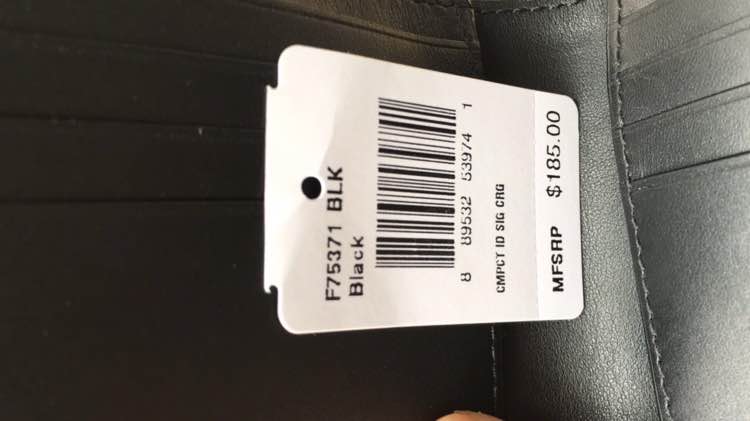 F75371 BLK
Black
8 89532 53974 1
CMPCT ID SIG CRG
MFSRP $185.00